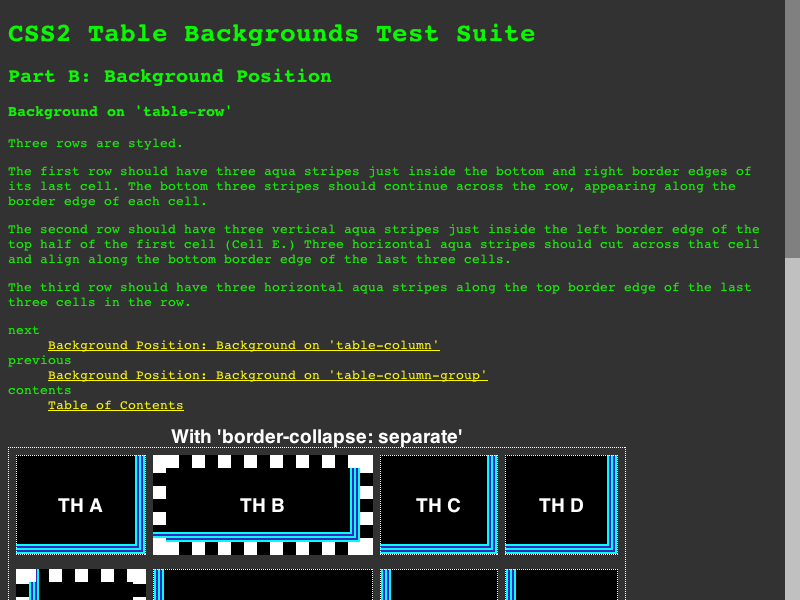 CSS2 Table Backgrounds Test Suite
Part B: Background Position
Background on 'table-row'
Three rows are styled.
The first row should have three aqua stripes just inside the bottom and right border edges of
its last cell. The bottom three stripes should continue across the row, appearing along the
border edge of each cell.
The second row should have three vertical aqua stripes just inside the left border edge of the
top half of the first cell (Cell E.) Three horizontal aqua stripes should cut across that cell
and align along the bottom border edge of the last three cells.
The third row should have three horizontal aqua stripes along the top border edge of the last
three cells in the row.
next
Background Position: Background on 'table-column'
previous
Background Position: Background on 'table-column-group'
contents
Table of Contents
With 'border-collapse: separate'
TH A TH B TH C TH D